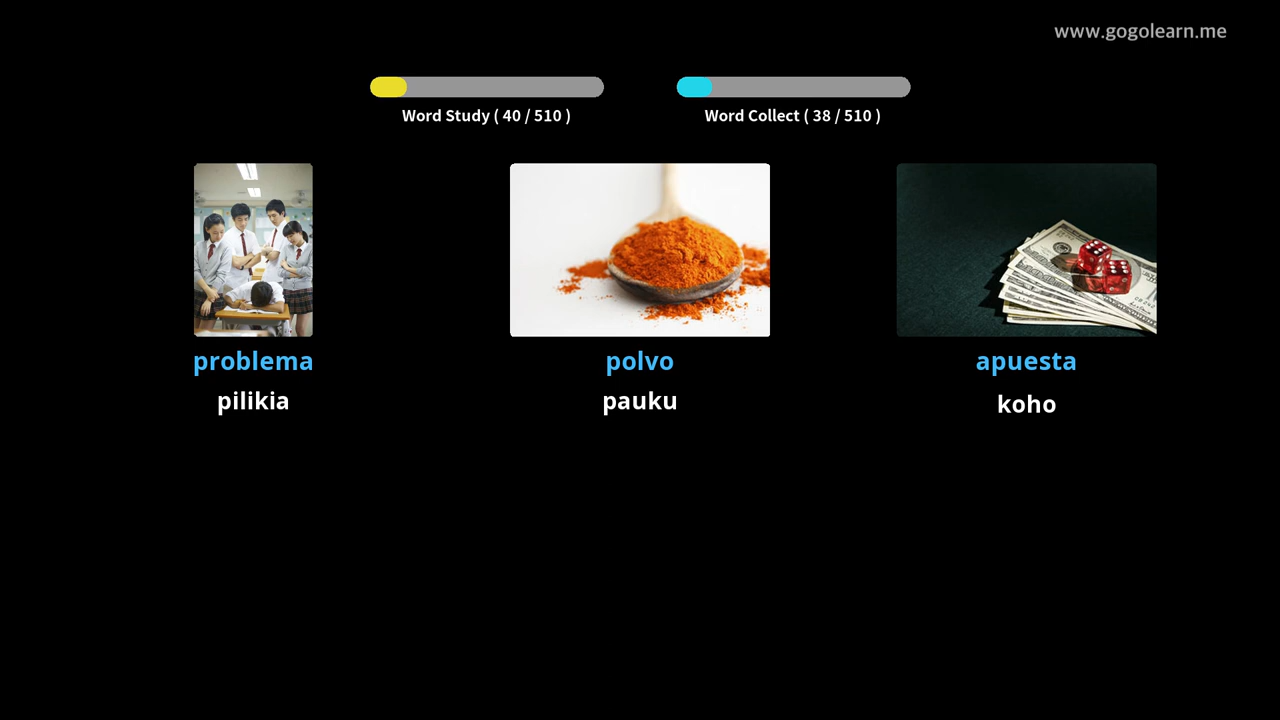 www.gogolearn.me
Word Study ( 40 / 510 )
Word Collect ( 38 / 510 )
problema
pilikia
polvo
pauku
apuesta
koho